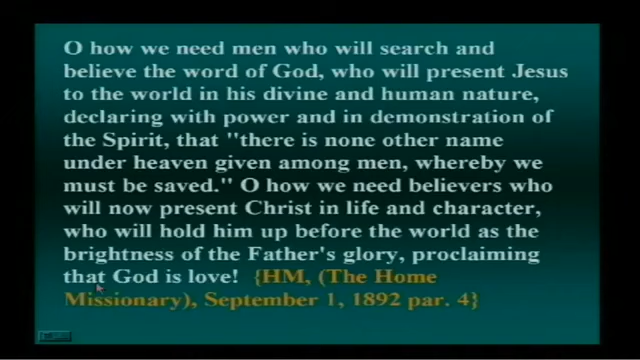 O how we need men who will search and
believe the word of God, who will present Jesus
to the world in his divine and human nature,
declaring with power and in demonstration of
the Spirit, that "there is none other name
under heaven given among men, whereby we
must be saved." O how we need believers who
will now present Christ in life and character,
who will hold him up before the world as the
brightness of the Father's glory, proclaiming
that God is love! {HM, (The Home
Missionary), September 1, 1892 par. 4}